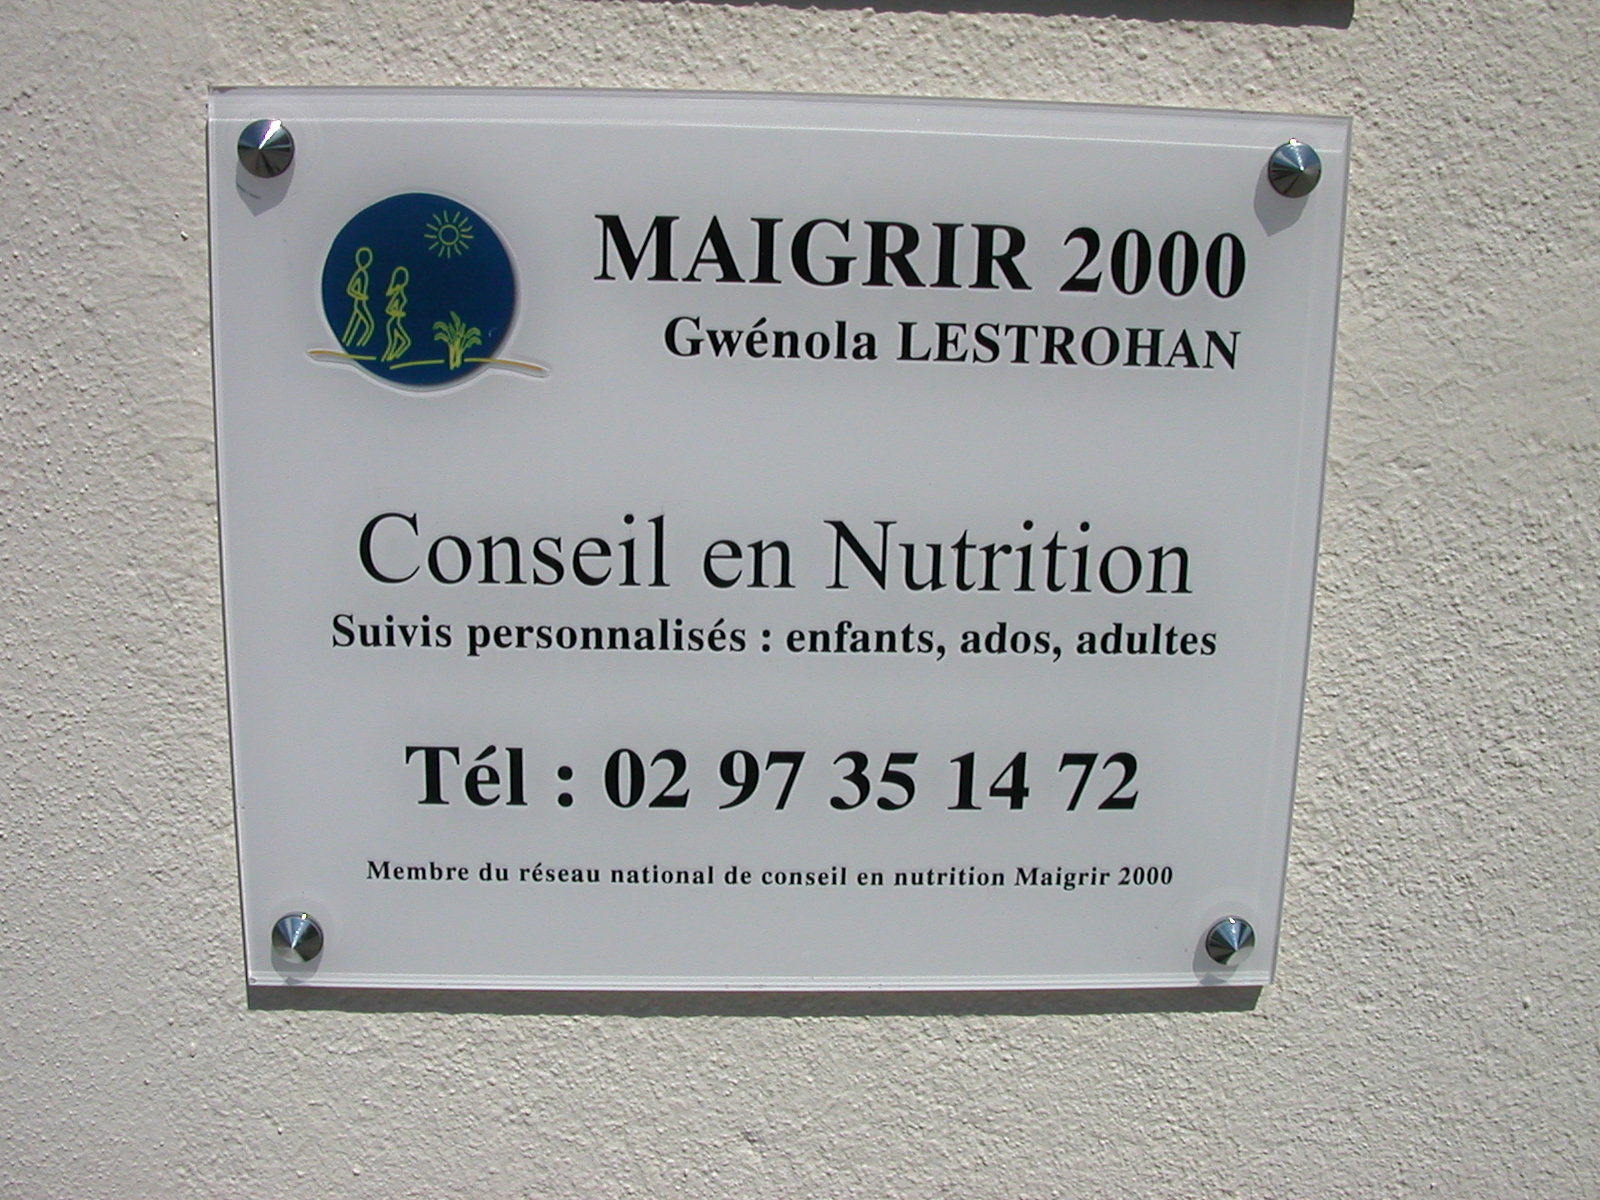 MAIGRIR 2000
Gwénola LESTROHAN
Conseil en Nutrition
Suivis personnalisés : enfants, ados, adultes
Tél : 02 97 35 14 72
Membre du réseau national de conseil en nutrition Maigrir 2000